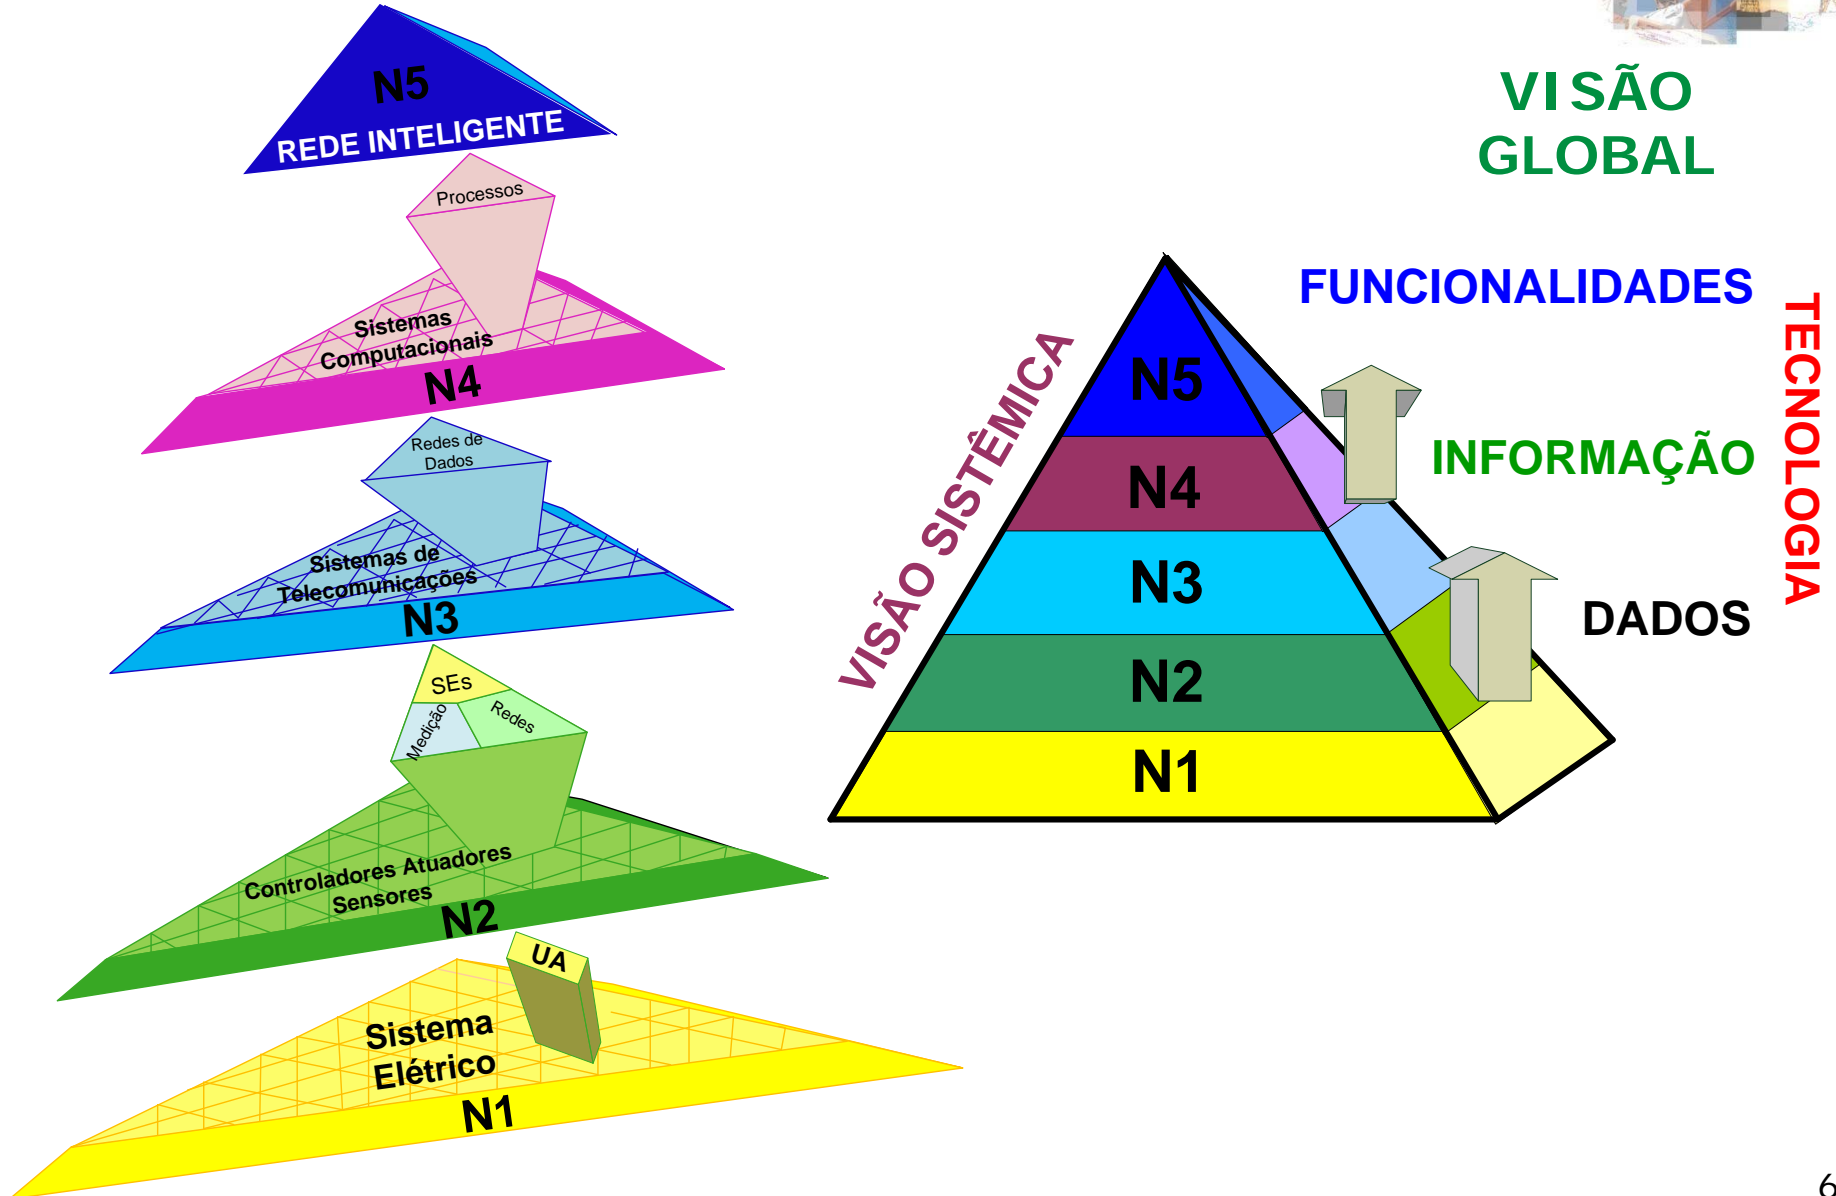 N5
REDE INTELIGENTE
Processos
Sistemas
Computacionais
N4
Redes de
Dados
Sistemas de
Telecomunicações
N3
SEs
Medição
Redes
Controladores Atuadores
Sensores
N2
UA
Sistema
Elétrico
N1
VISÃO
GLOBAL
VISÃO SISTÊMICA
N5
N4
N3
N2
N1
FUNCIONALIDADES
INFORMAÇÃO
DADOS
TECNOLOGIA
6